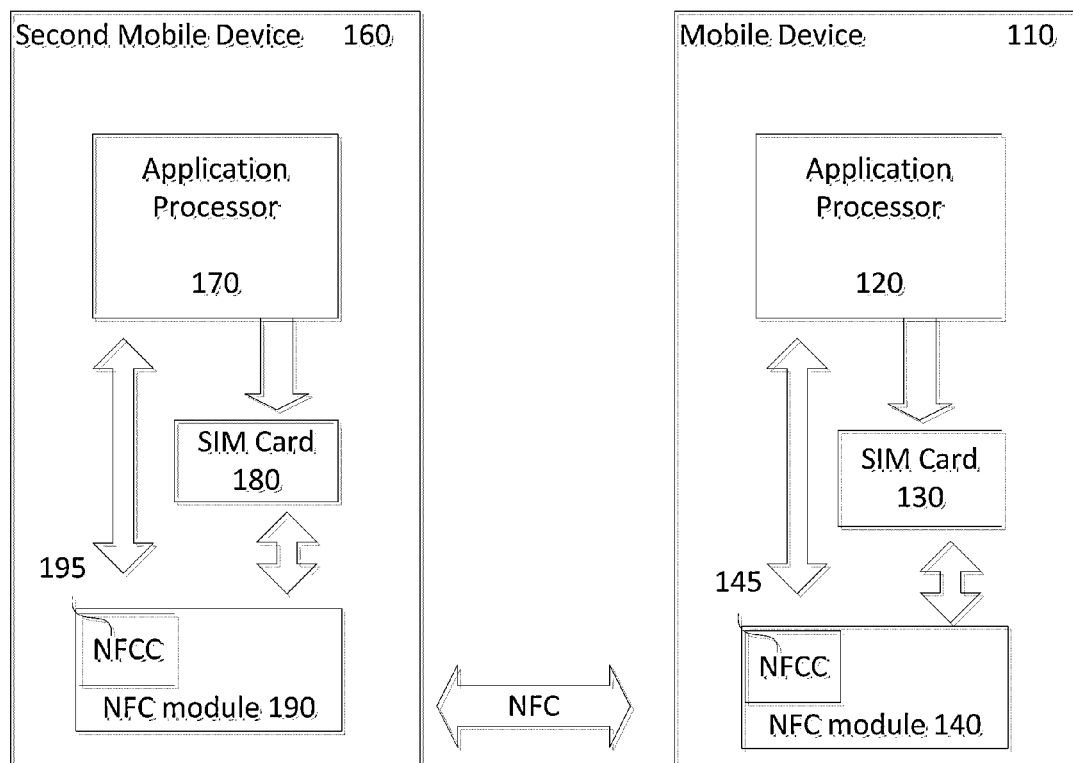 Second Mobile Device 160
Application
Processor
170
SIM Card
180
195
NFCC
NFC module 190
NFC
Mobile Device 110
Application
Processor
120
SIM Card
130
145
NFCC
NFC module 140